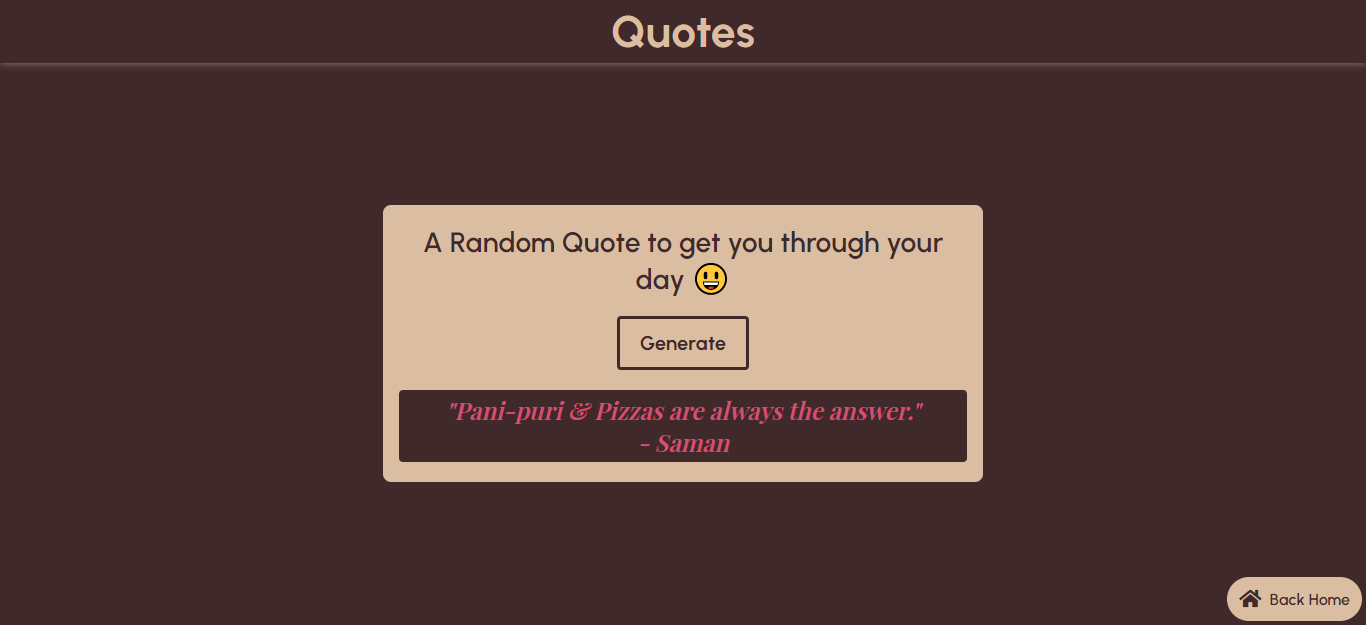 Quotes
A Random Quote to get you through your
day 😃
Generate
"Pani-puri & Pizzas are always the answer."
- Saman
Back Home